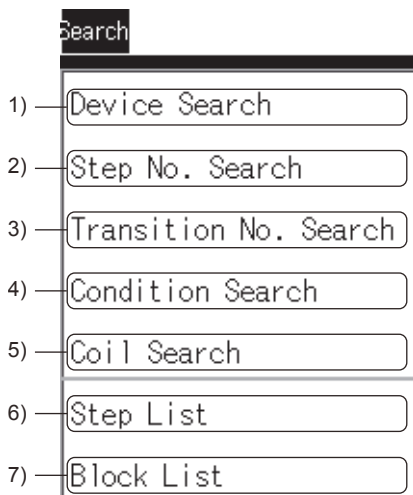 Search
1) Device Search
2) Step No. Search
3) Transition No. Search
4) Condition Search
5) Coil Search
6) Step List
7) Block List